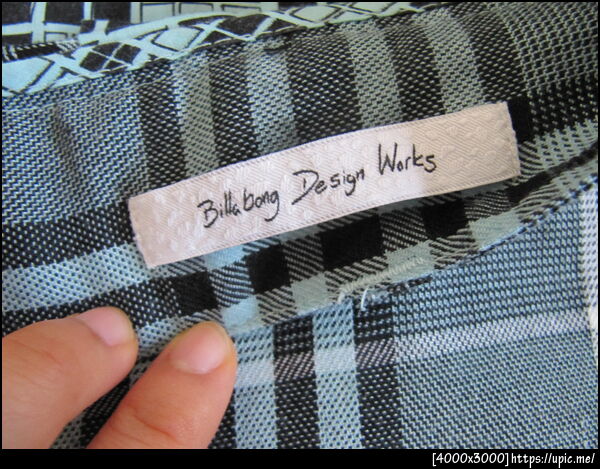 Billabong Design Works
[4000x3000]https://upic.me/